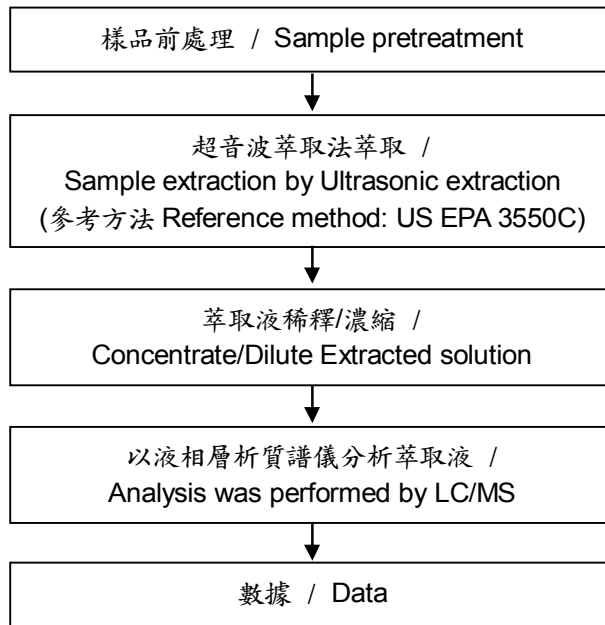 樣品前處理 / Sample pretreatment
超音波萃取法萃取 /
Sample extraction by Ultrasonic extraction
(參考方法 Reference method: US EPA 3550C)
萃取液稀釋/濃縮 /
Concentrate/Dilute Extracted solution
以液相層析質譜儀分析萃取液 /
Analysis was performed by LC/MS
數據 / Data